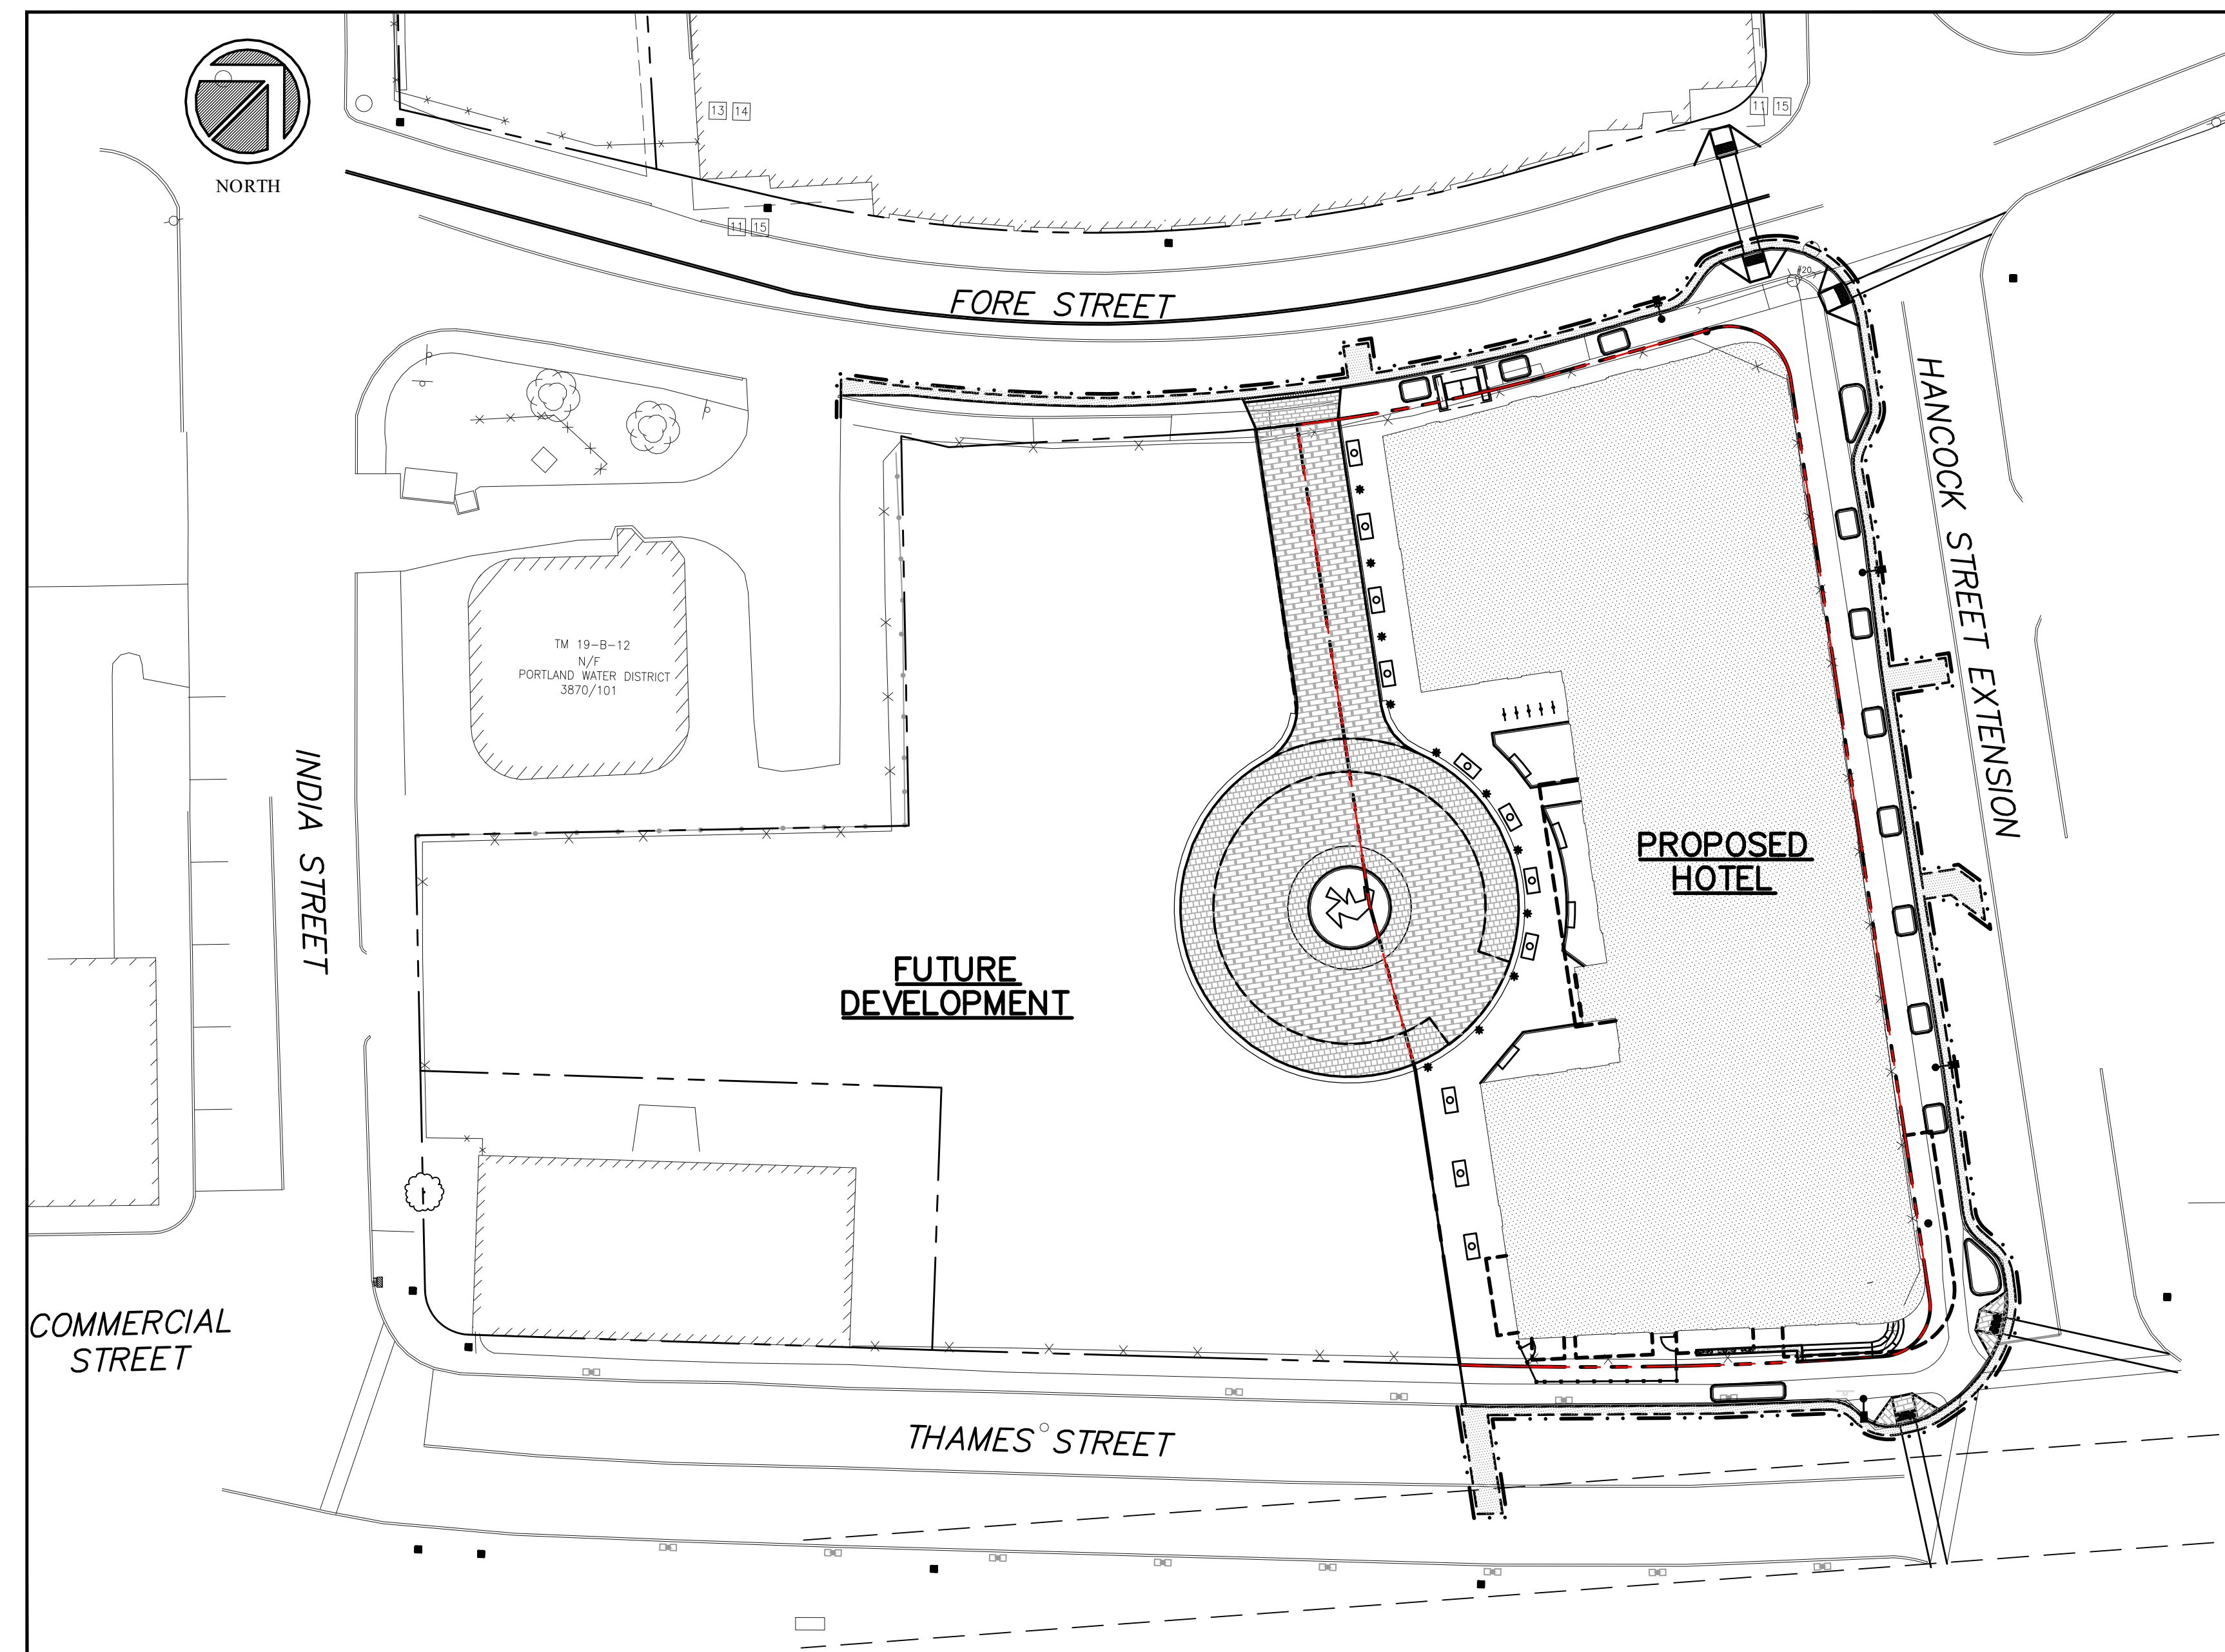 NORTH
13 14
11 15
11 15
FORE STREET
20
HANCOCK STREET EXTENSION
TM 19-B-12
N/F
PORTLAND WATER DISTRICT
3870/101
INDIA STREET
PROPOSED
HOTEL
FUTURE
DEVELOPMENT
COMMERCIAL
STREET
THAMES STREET